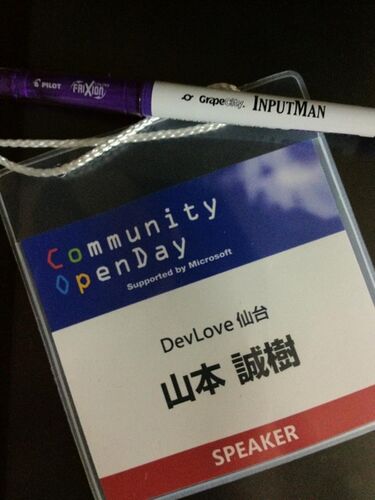 PILOT FRIXION GrapeCity. INPUTMAN
Community
OpenDay
Supported by Microsoft
DevLove 仙台
山本 誠樹
SPEAKER